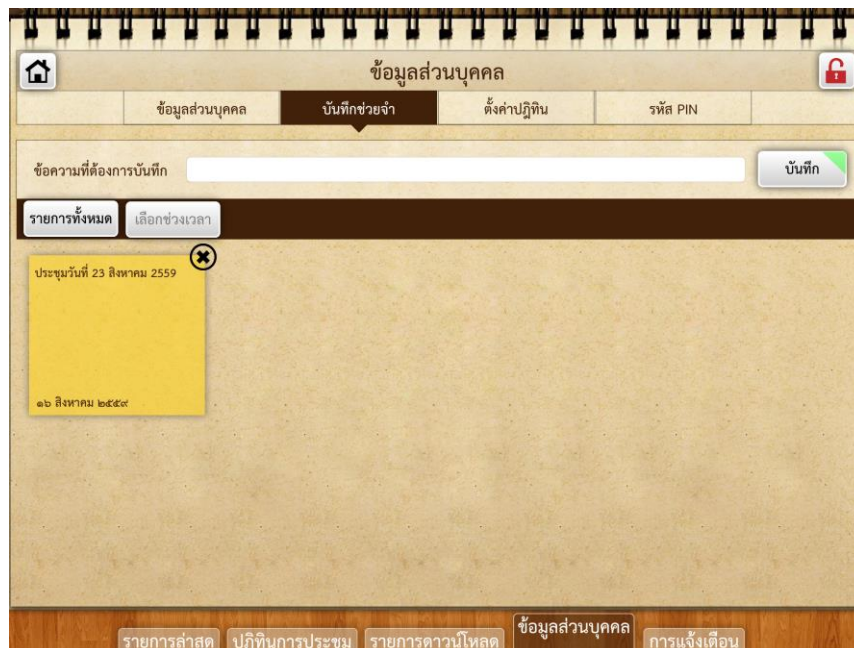 ข้อมูลส่วนบุคคล
ข้อมูลส่วนบุคคล บันทึกช่วยจำ ตั้งค่าปฎิทิน รหัส PIN
ข้อความที่ต้องการบันทึก บันทึก
รายการทั้งหมด เลือกช่วงเวลา
ประชุมวันที่ 23 สิงหาคม 2559
๑๖ สิงหาคม ๒๕๕๙
รายการล่าสุด ปฏิทินการประชุม รายการดาวน์โหลด ข้อมูลส่วนบุคคล การแจ้งเตือน